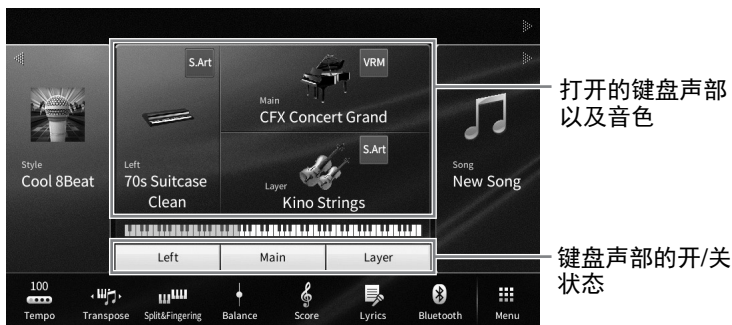 S.Art
VRM
Main
CFX Concert Grand
Style
Cool 8Beat
Left
70s Suitcase
Clean
S.Art
Layer
Kino Strings
Song
New Song
Left
Main
Layer
100
Tempo
Transpose
Split&Fingering
Balance
Score
Lyrics
Bluetooth
Menu
打开的键盘声部
以及音色
键盘声部的开/关
状态